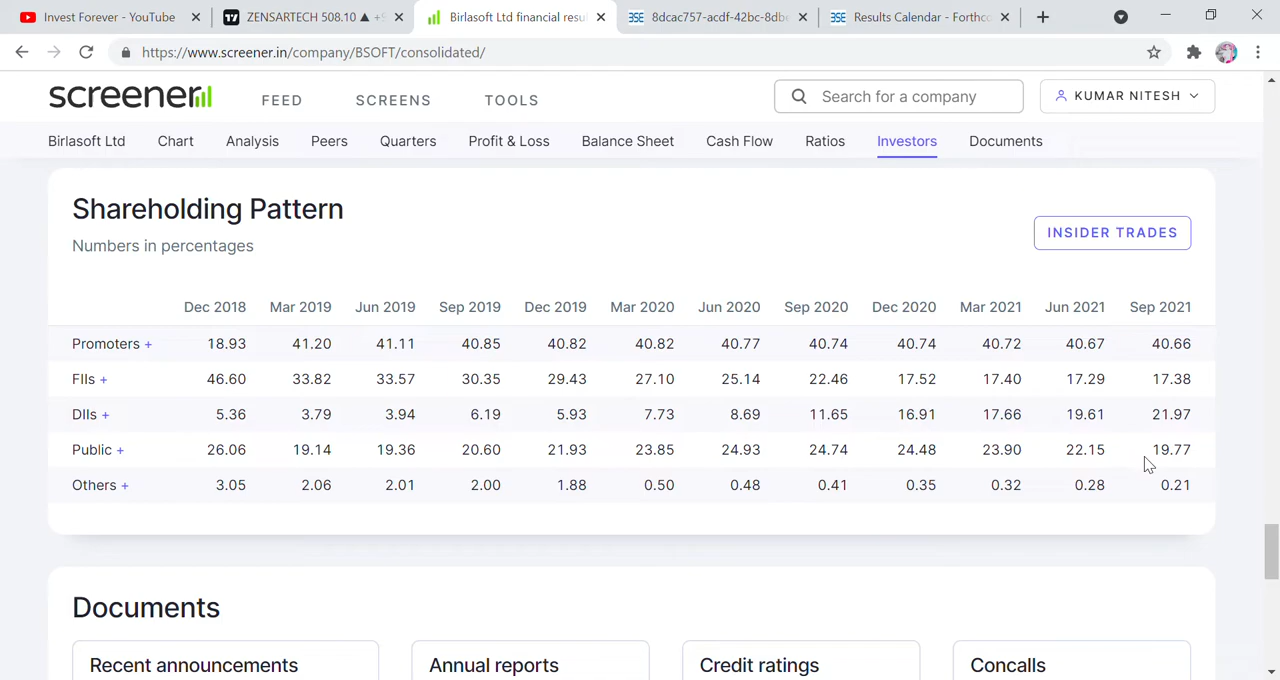 Invest Forever - YouTube
ZENSARTECH 508.10 ▲ +9
Birlasoft Ltd financial resul
8dcac757-acdf-42bc-8db
Results Calendar - Forthc
https://www.screener.in/company/BSOFT/consolidated/
screener
FEED
SCREENS
TOOLS
Search for a company
KUMAR NITESH
Birlasoft Ltd
Chart
Analysis
Peers
Quarters
Profit & Loss
Balance Sheet
Cash Flow
Ratios
Investors
Documents
Shareholding Pattern
Numbers in percentages
INSIDER TRADES
Dec 2018 Mar 2019 Jun 2019 Sep 2019 Dec 2019 Mar 2020 Jun 2020 Sep 2020 Dec 2020 Mar 2021 Jun 2021 Sep 2021
Promoters + 18.93 41.20 41.11 40.85 40.82 40.82 40.77 40.74 40.74 40.72 40.67 40.66
FIIs + 46.60 33.82 33.57 30.35 29.43 27.10 25.14 22.46 17.52 17.40 17.29 17.38
DIIs + 5.36 3.79 3.94 6.19 5.93 7.73 8.69 11.65 16.91 17.66 19.61 21.97
Public + 26.06 19.14 19.36 20.60 21.93 23.85 24.93 24.74 24.48 23.90 22.15 19.77
Others + 3.05 2.06 2.01 2.00 1.88 0.50 0.48 0.41 0.35 0.32 0.28 0.21
Documents
Recent announcements
Annual reports
Credit ratings
Concalls